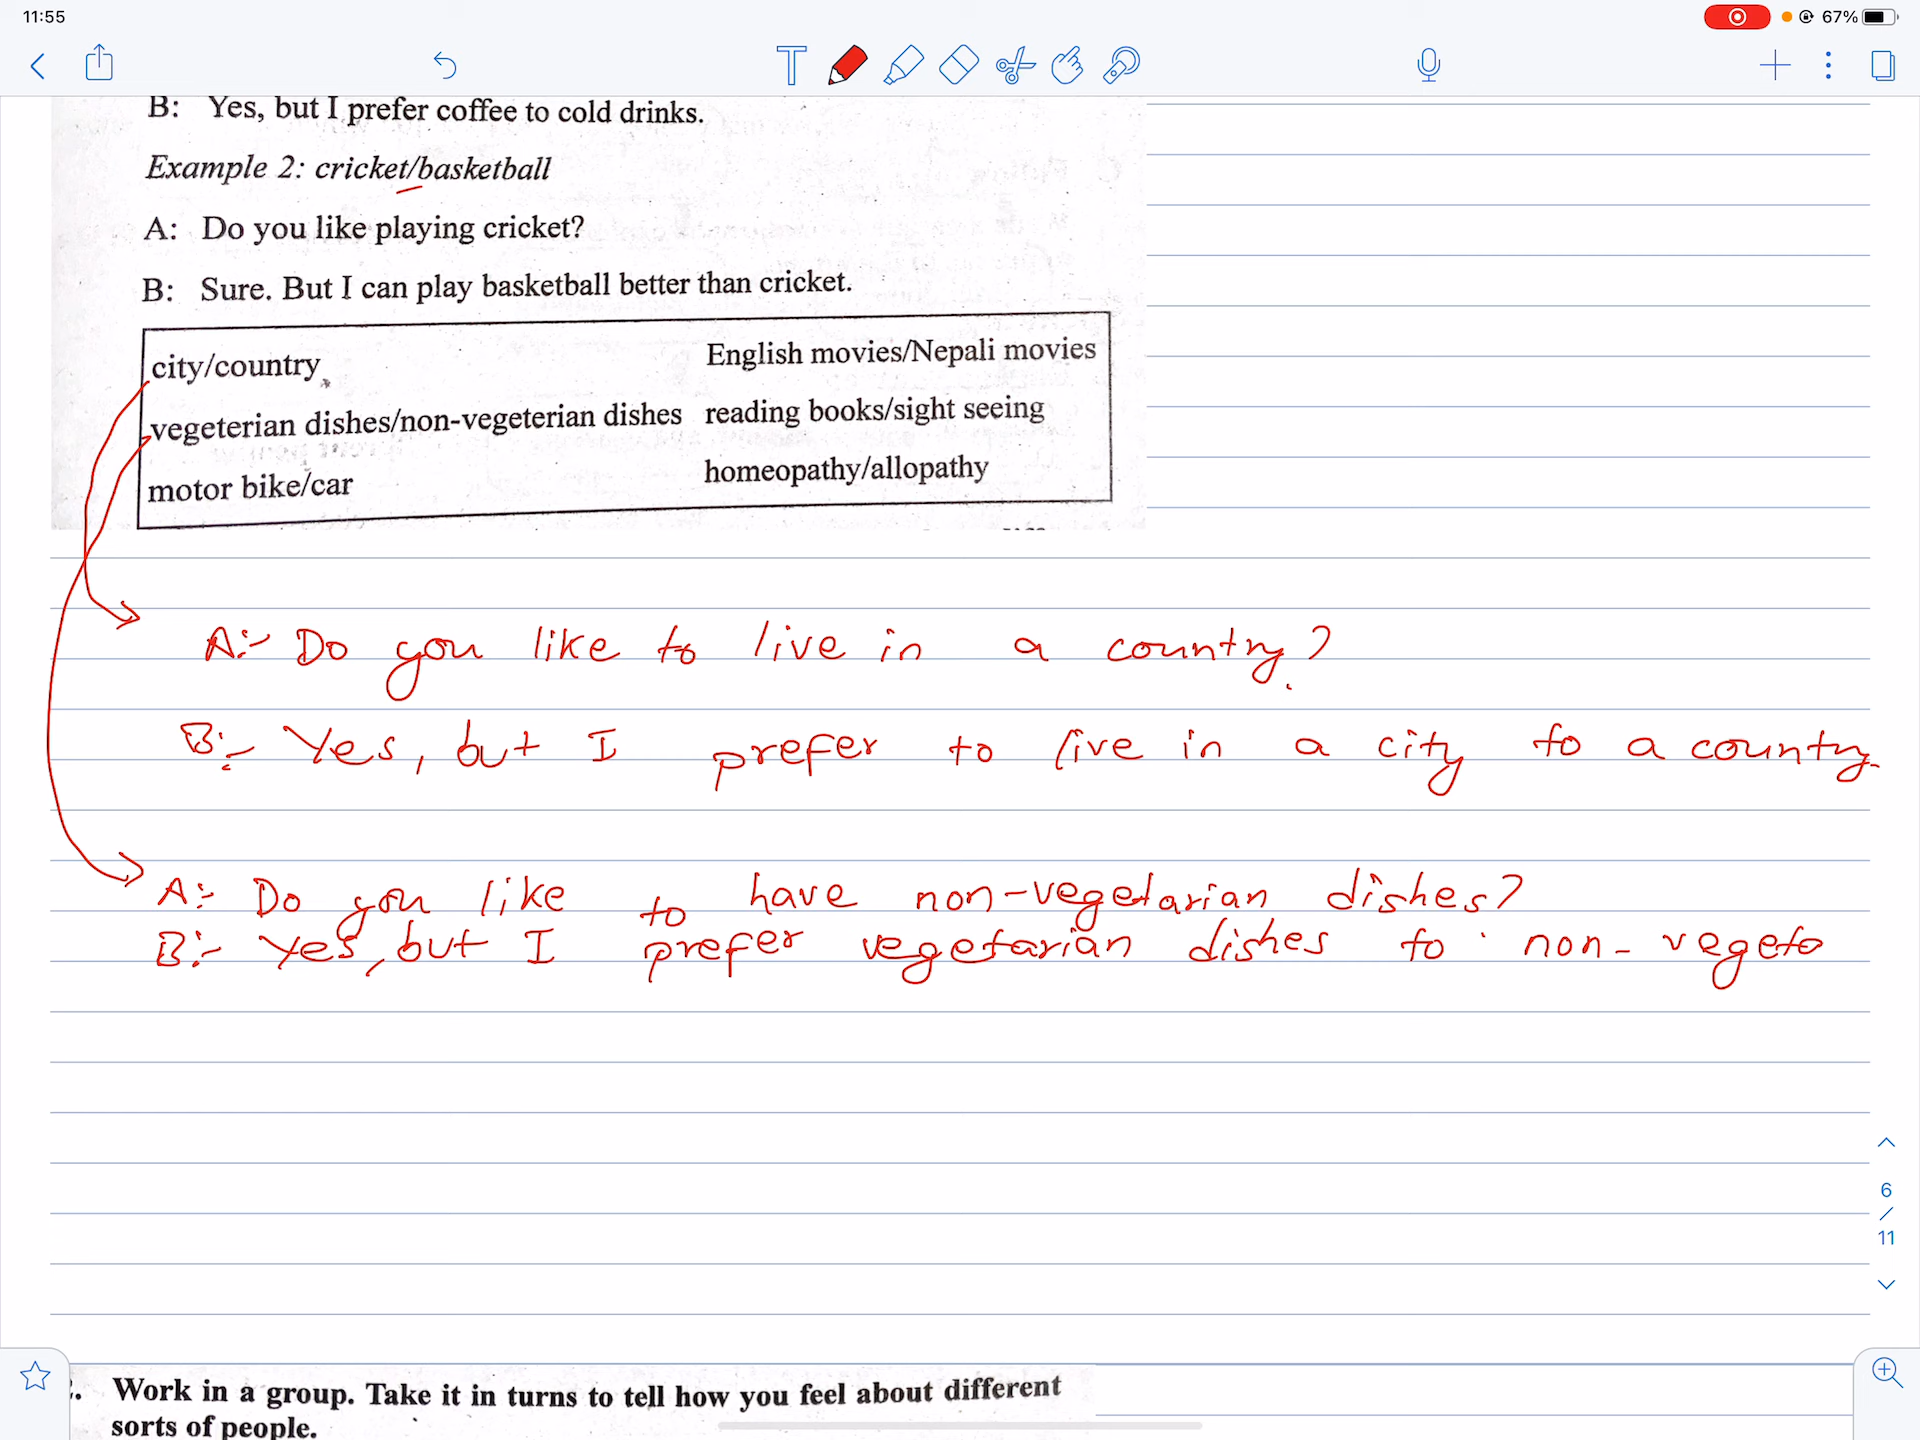 11:55
67%
B: Yes, but I prefer coffee to cold drinks.
Example 2: cricket/basketball
A: Do you like playing cricket?
B: Sure. But I can play basketball better than cricket.
city/country
English movies/Nepali movies
vegeterian dishes/non-vegeterian dishes
reading books/sight seeing
motor bike/car
homeopathy/allopathy
A:- Do you like to live in a country?
B:- Yes, but I prefer to live in a city to a country.
A:- Do you like to have non-vegetarian dishes?
B:- Yes, but I prefer vegetarian dishes to non-vegeta
6
/
11
Work in a group. Take it in turns to tell how you feel about different
sorts of people.